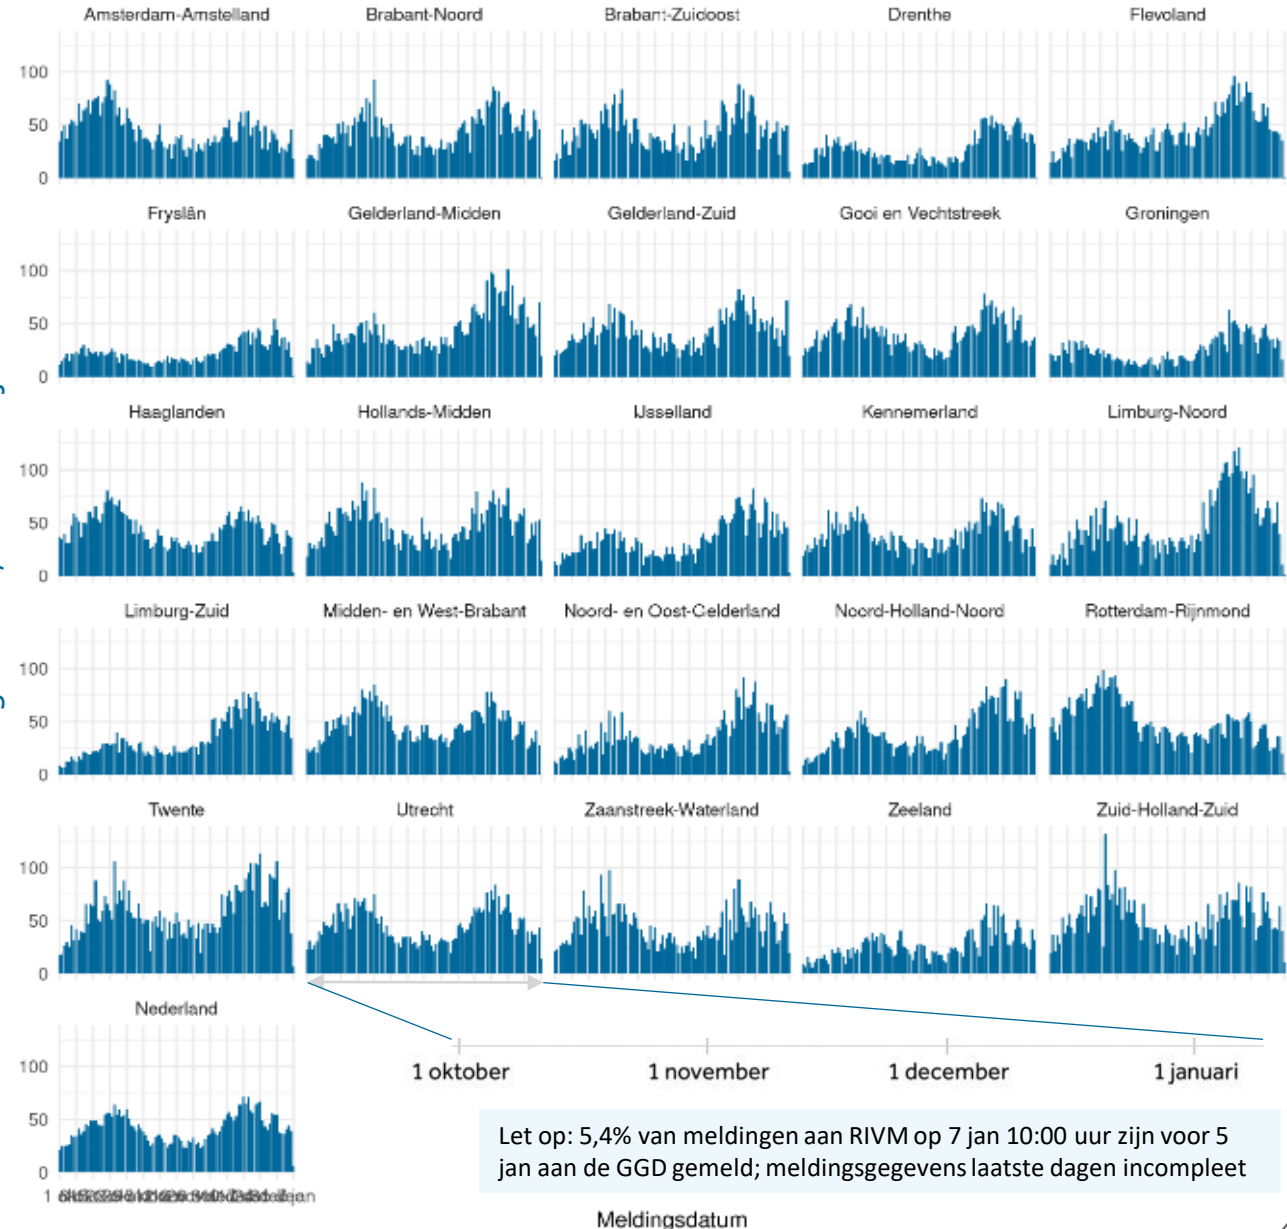 Amsterdam-Amstelland Brabant-Noord Brabant-Zuidoost Drenthe Flevoland
100
50
0
Fryslân Gelderland-Midden Gelderland-Zuid Gooi en Vechtstreek Groningen
100
50
0
Haaglanden Hollands-Midden IJsselland Kennemerland Limburg-Noord
100
50
0
Limburg-Zuid Midden- en West-Brabant Noord- en Oost-Gelderland Noord-Holland-Noord Rotterdam-Rijnmond
100
50
0
Twente Utrecht Zaanstreek-Waterland Zeeland Zuid-Holland-Zuid
100
50
0
Nederland
100
50
0
1 oktober 1 november 1 december 1 januari
Let op: 5,4% van meldingen aan RIVM op 7 jan 10:00 uur zijn voor 5
jan aan de GGD gemeld; meldingsgegevens laatste dagen incompleet
Meldingsdatum